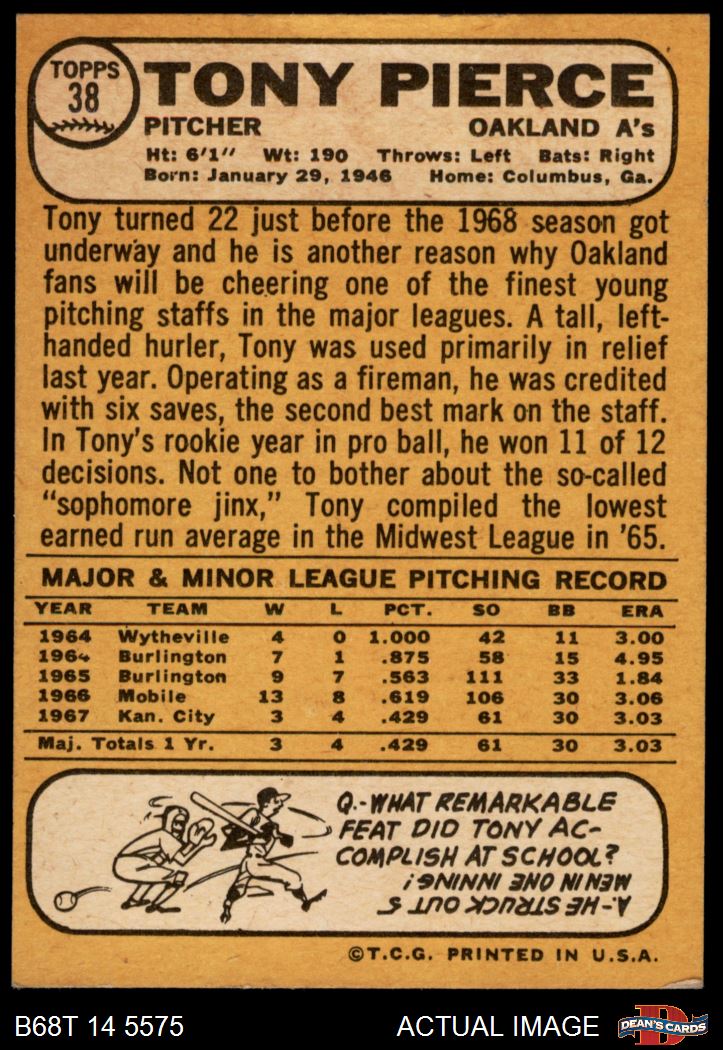 TOPPS
38
TONY PIERCE
PITCHER OAKLAND A's
Ht: 6'1" Wt: 190 Throws: Left Bats: Right
Born: January 29, 1946 Home: Columbus, Ga.
Tony turned 22 just before the 1968 season got
underway and he is another reason why Oakland
fans will be cheering one of the finest young
pitching staffs in the major leagues. A tall, left-
handed hurler, Tony was used primarily in relief
last year. Operating as a fireman, he was credited
with six saves, the second best mark on the staff.
In Tony's rookie year in pro ball, he won 11 of 12
decisions. Not one to bother about the so-called
"sophomore jinx," Tony compiled the lowest
earned run average in the Midwest League in '65.
MAJOR & MINOR LEAGUE PITCHING RECORD
YEAR TEAM W L PCT. SO BB ERA
1964 Wytheville 4 0 1.000 42 11 3.00
1964 Burlington 7 1 .875 58 15 4.95
1965 Burlington 9 7 .563 111 33 1.84
1966 Mobile 13 8 .619 106 30 3.06
1967 Kan. City 3 4 .429 61 30 3.03
Maj. Totals 1 Yr. 3 4 .429 61 30 3.03
Q.-WHAT REMARKABLE
FEAT DID TONY AC-
COMPLISH AT SCHOOL?
A-HE STRUCK OUT 5
MEN IN ONE INNING!
©T.C.G. PRINTED IN U.S.A.
B68T 14 5575 ACTUAL IMAGE DEAN'S CARDS